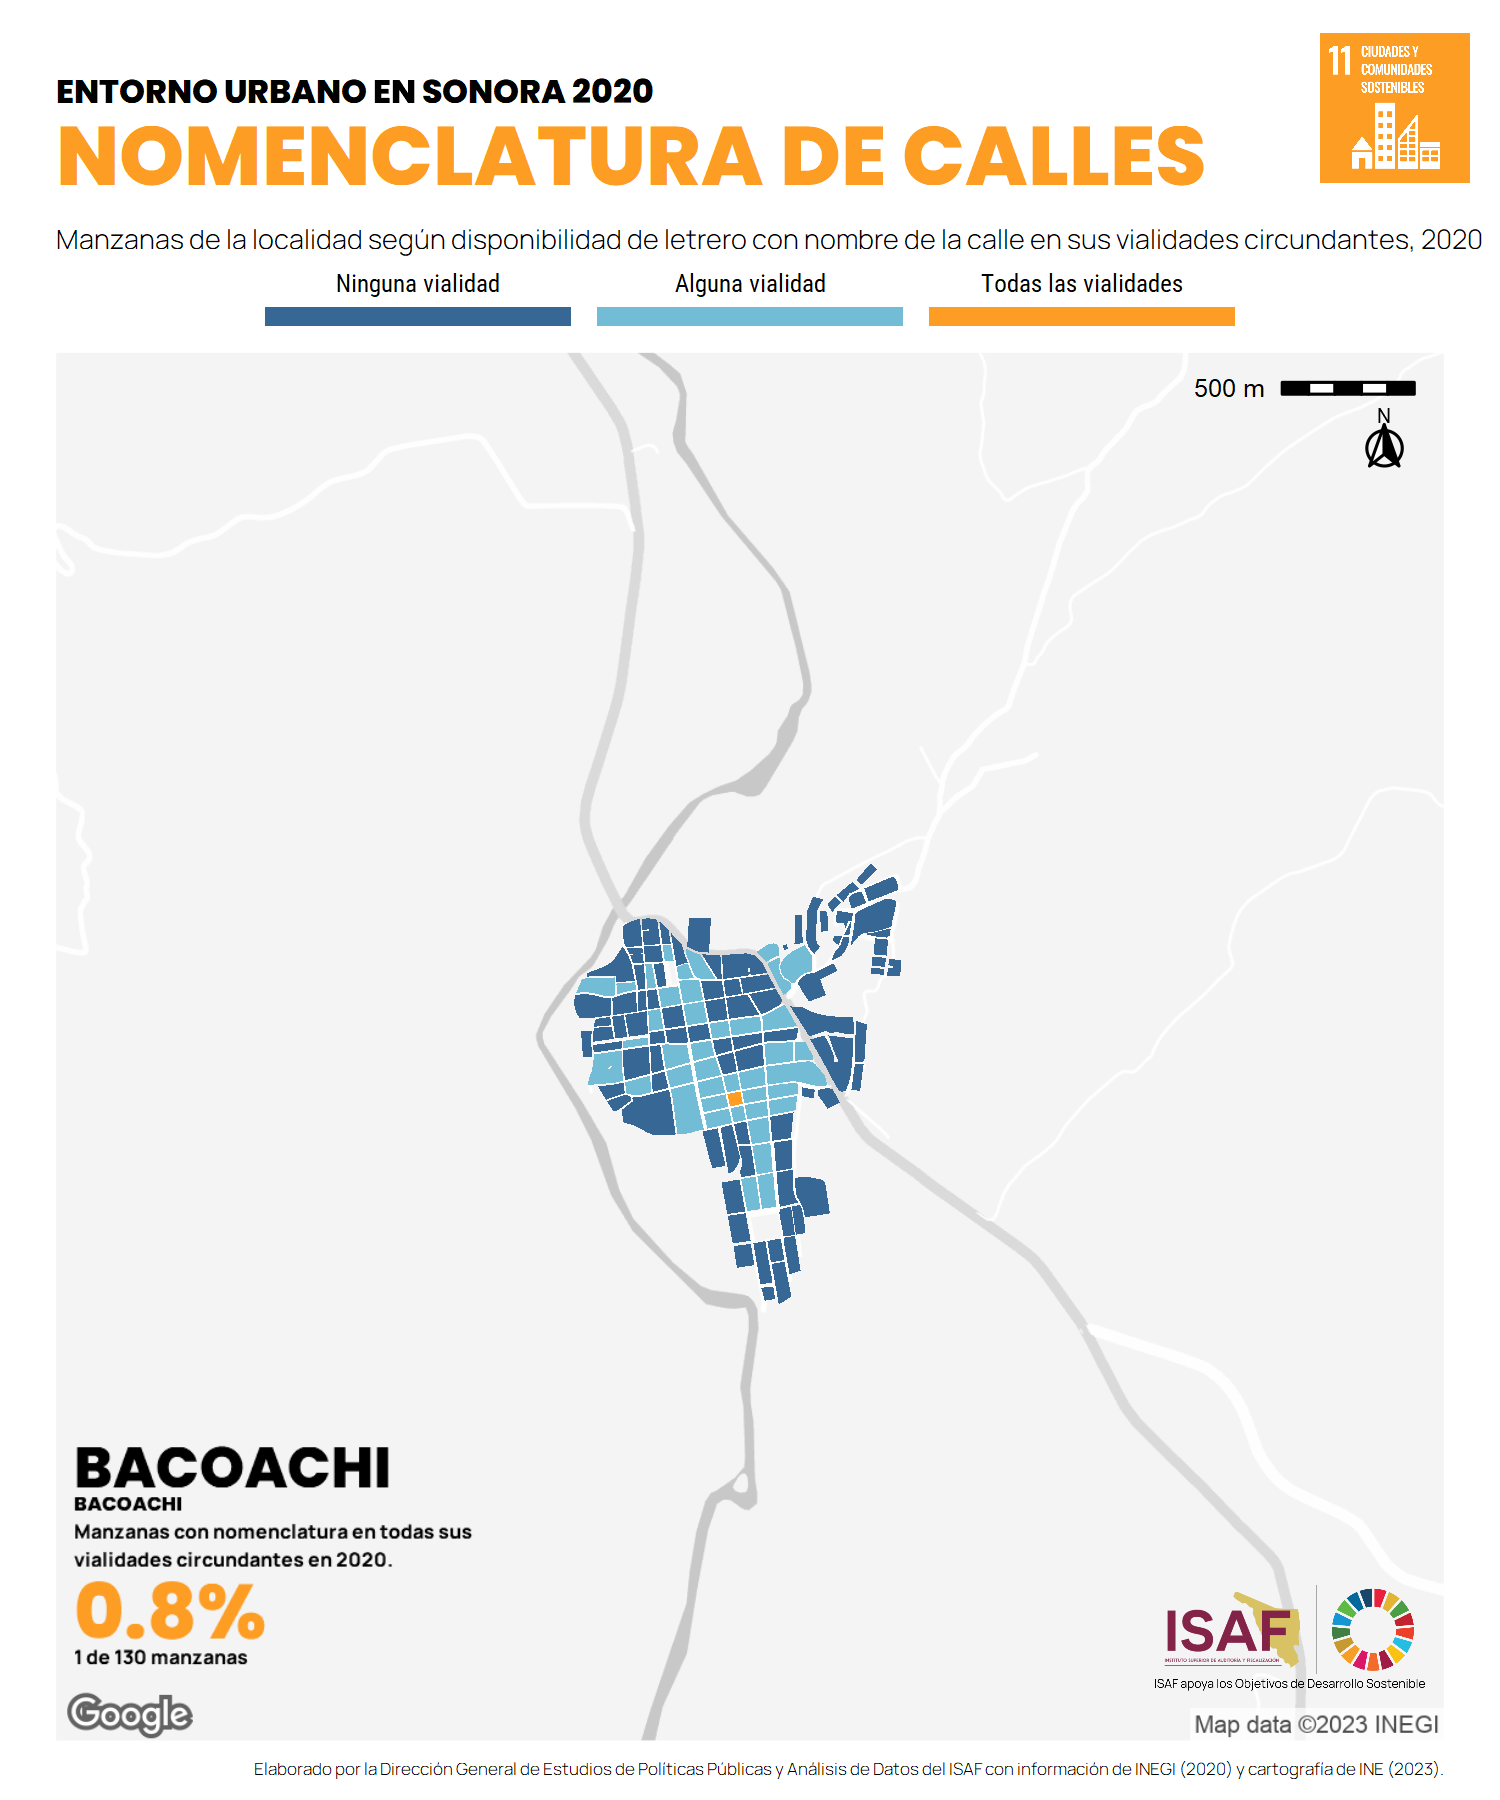 ENTORNO URBANO EN SONORA 2020
NOMENCLATURA DE CALLES
11 CIUDADES Y
COMUNIDADES
SOSTENIBLES
Manzanas de la localidad según disponibilidad de letrero con nombre de la calle en sus vialidades circundantes, 2020
Ninguna vialidad
Alguna vialidad
Todas las vialidades
500 m
N
BACOACHI
BACOACHI
Manzanas con nomenclatura en todas sus
vialidades circundantes en 2020.
0.8%
1 de 130 manzanas
Google
ISAF
INSTITUTO SUPERIOR DE AUDITORÍA Y FISCALIZACIÓN
ISAF apoya los Objetivos de Desarrollo Sostenible
Map data ©2023 INEGI
Elaborado por la Dirección General de Estudios de Políticas Públicas y Análisis de Datos del ISAF con información de INEGI (2020) y cartografía de INE (2023).